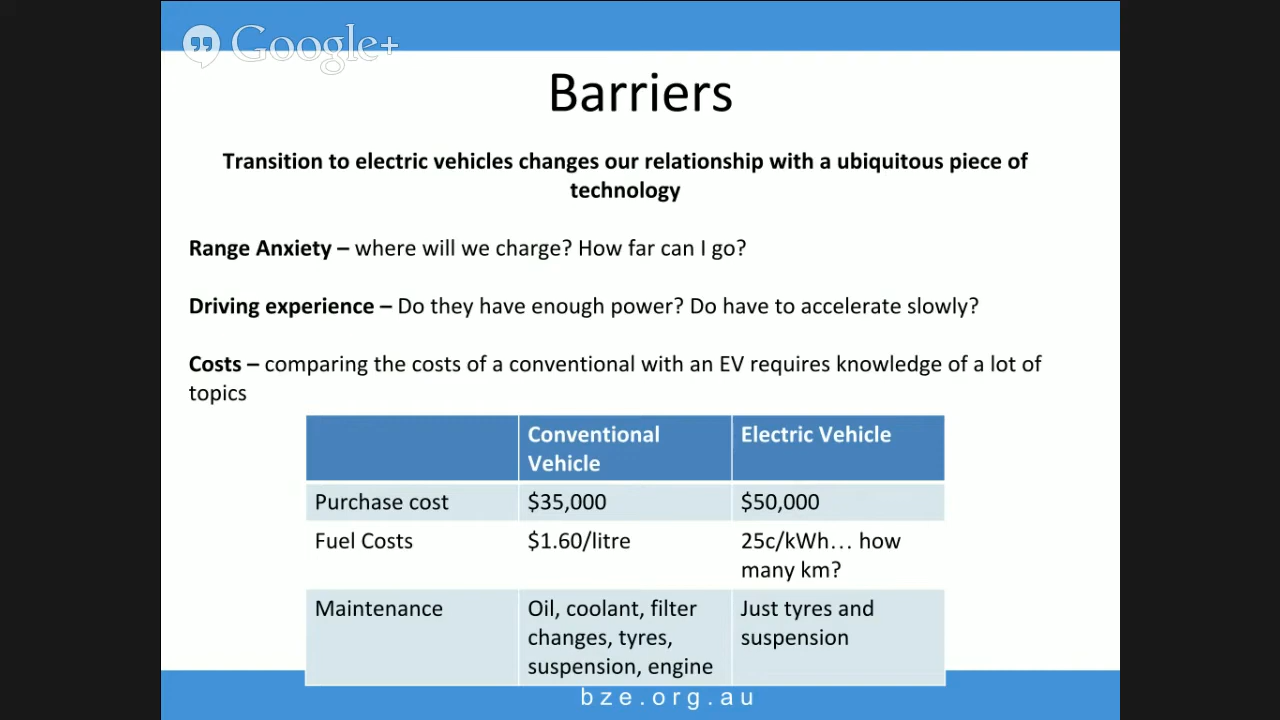 Google+
Barriers
Transition to electric vehicles changes our relationship with a ubiquitous piece of
technology
Range Anxiety – where will we charge? How far can I go?
Driving experience – Do they have enough power? Do have to accelerate slowly?
Costs – comparing the costs of a conventional with an EV requires knowledge of a lot of
topics
Conventional
Vehicle
Electric Vehicle
Purchase cost
$35,000
$50,000
Fuel Costs
$1.60/litre
25c/kWh... how
many km?
Maintenance
Oil, coolant, filter
changes, tyres,
suspension, engine
Just tyres and
suspension
bze.org.au